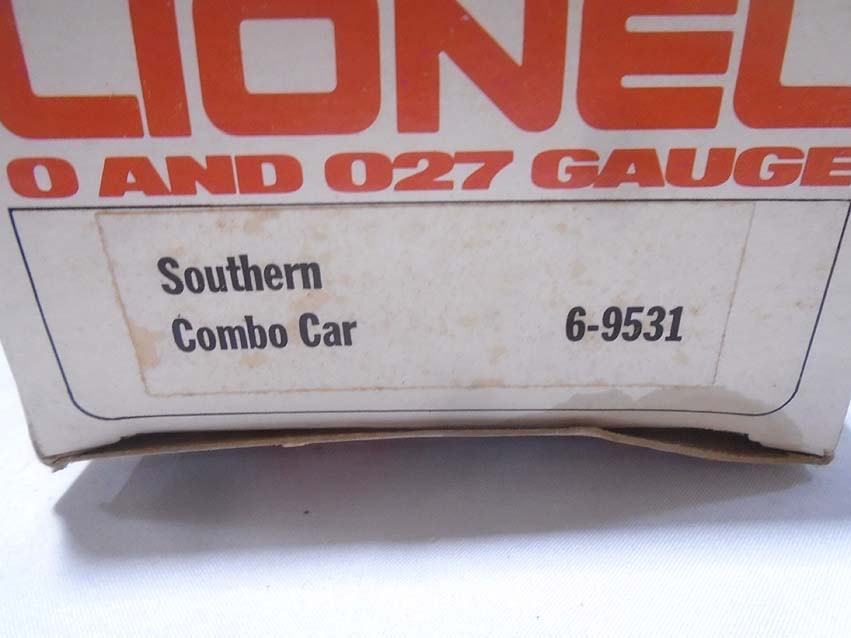 LIONEL
O AND O27 GAUGE
Southern
Combo Car 6-9531